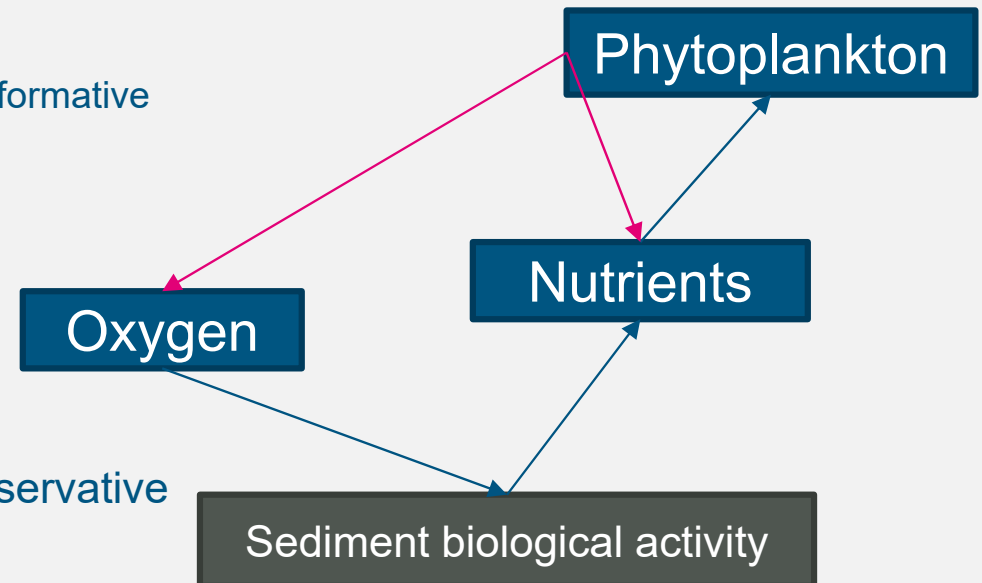 Phytoplankton
formative
Nutrients
Oxygen
servative
Sediment biological activity